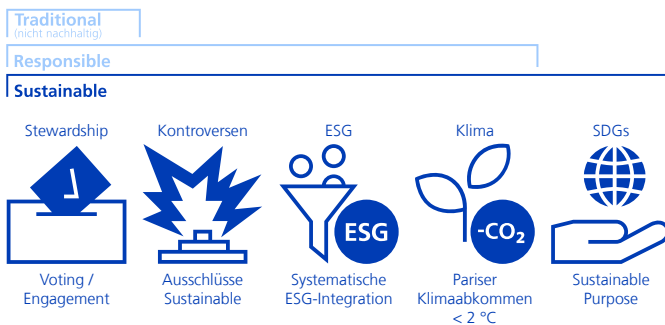 Traditional
(nicht nachhaltig)
Responsible
Sustainable
Stewardship
Kontroversen
ESG
Klima
SDGs
ESG
-CO₂
Voting /
Engagement
Ausschlüsse
Sustainable
Systematische
ESG-Integration
Pariser
Klimaabkommen
< 2 °C
Sustainable
Purpose